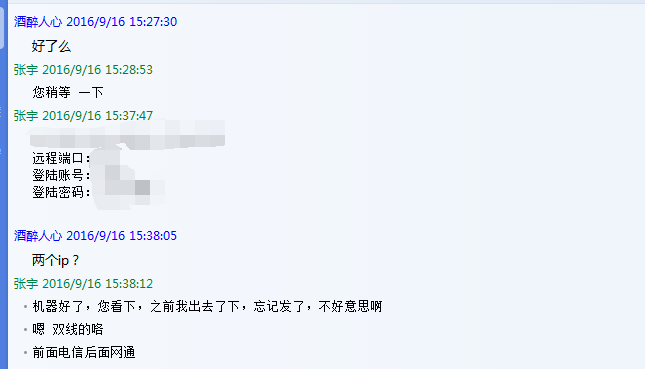 酒醉人心 2016/9/16 15:27:30
好了么
张宇 2016/9/16 15:28:53
您稍等 一下
张宇 2016/9/16 15:37:47
远程端口:
登陆账号:
登陆密码:
酒醉人心 2016/9/16 15:38:05
两个ip?
张宇 2016/9/16 15:38:12
• 机器好了，您看下，之前我出去了下，忘记发了，不好意思啊
• 嗯 双线的咯
• 前面电信后面网通